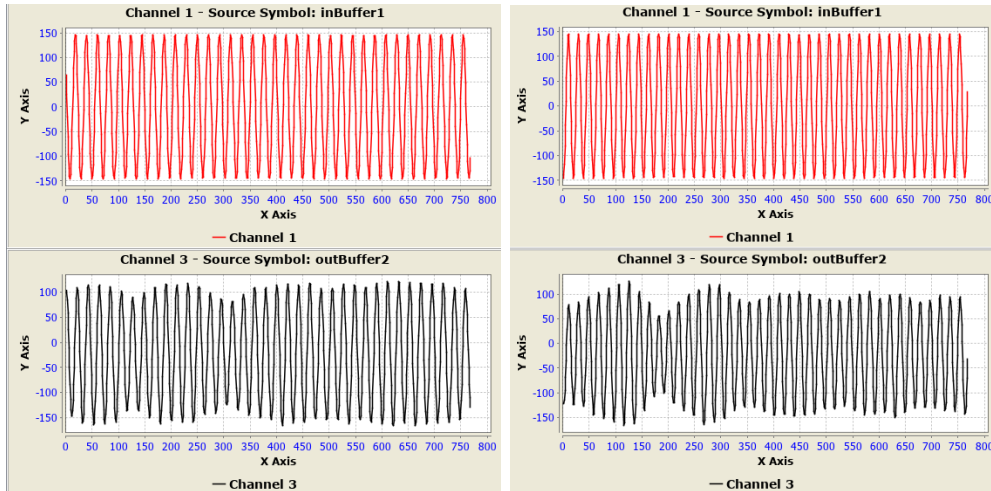 Channel 1 - Source Symbol: inBuffer1
150
100
50
0
-50
-100
-150
Y Axis
0 50 100 150 200 250 300 350 400 450 500 550 600 650 700 750 800
X Axis
Channel 1
Channel 3 - Source Symbol: outBuffer2
100
50
0
-50
-100
-150
Y Axis
0 50 100 150 200 250 300 350 400 450 500 550 600 650 700 750 800
X Axis
Channel 3
Channel 1 - Source Symbol: inBuffer1
150
100
50
0
-50
-100
-150
Y Axis
0 50 100 150 200 250 300 350 400 450 500 550 600 650 700 750 800
X Axis
Channel 1
Channel 3 - Source Symbol: outBuffer2
100
50
0
-50
-100
-150
Y Axis
0 50 100 150 200 250 300 350 400 450 500 550 600 650 700 750 800
X Axis
Channel 3